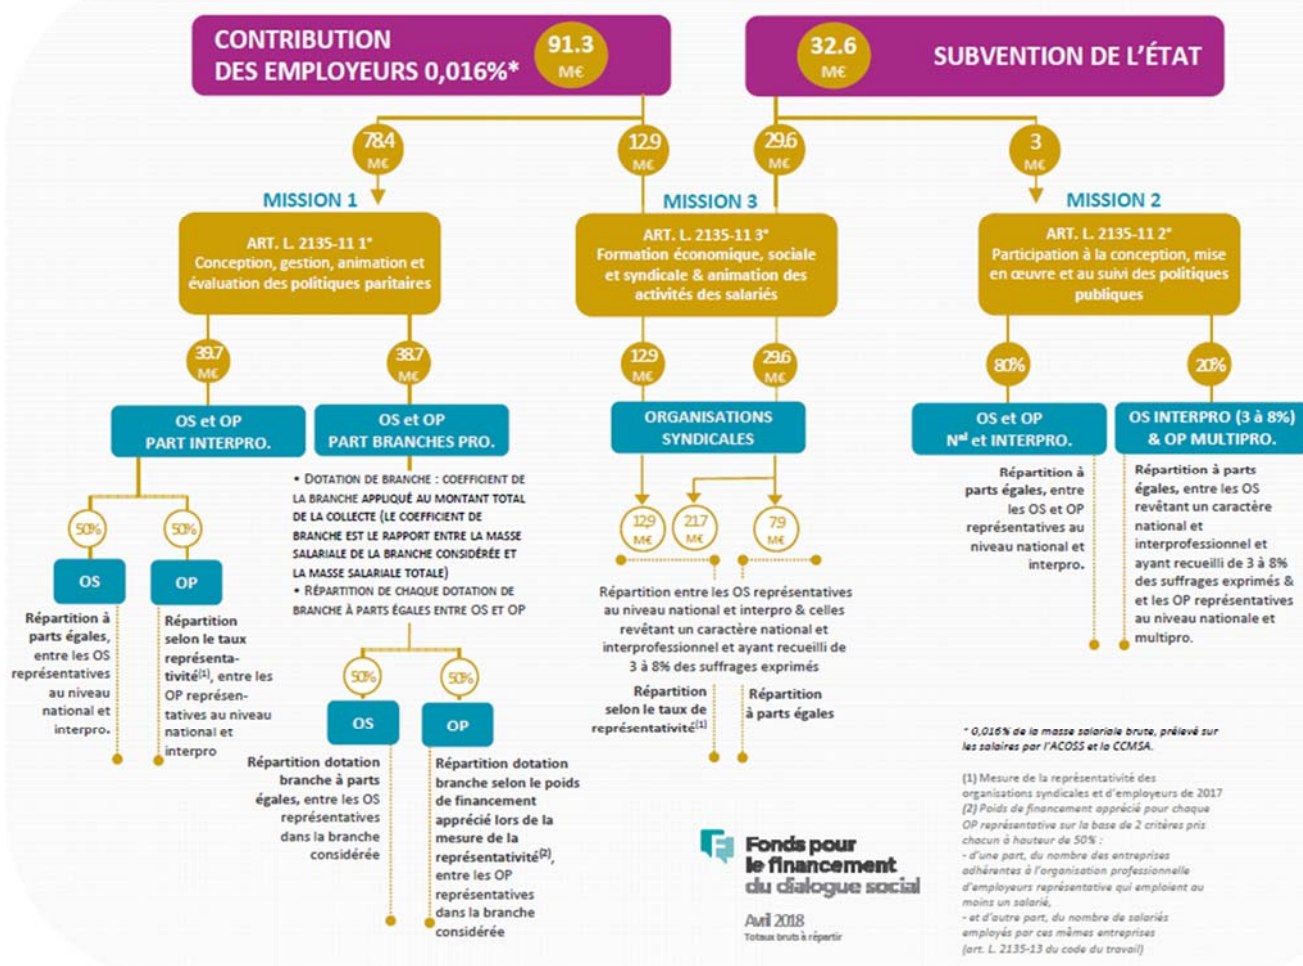 CONTRIBUTION
DES EMPLOYEURS 0,016%*
91.3
M€
32.6
M€
SUBVENTION DE L'ÉTAT
78.4
M€
12.9
M€
29.6
M€
3
M€
MISSION 1
ART. L. 2135-11 1°
Conception, gestion, animation et
évaluation des politiques paritaires
MISSION 3
ART. L. 2135-11 3°
Formation économique, sociale
et syndicale & animation des
activités des salariés
MISSION 2
ART. L. 2135-11 2°
Participation à la conception, mise
en œuvre et au suivi des politiques
publiques
39.7
M€
38.7
M€
12.9
M€
29.6
M€
80%
20%
OS et OP
PART INTERPRO.
OS et OP
PART BRANCHES PRO.
ORGANISATIONS
SYNDICALES
OS et OP
Nal et INTERPRO.
OS INTERPRO (3 à 8%)
& OP MULTIPRO.
50%
50%
OS
OP
Répartition à
parts égales,
entre les OS
représentatives
au niveau
national et
interpro.
Répartition
selon le taux
représenta-
tivité(1), entre les
OP représen-
tatives au niveau
national et
interpro
• DOTATION DE BRANCHE : COEFFICIENT DE
LA BRANCHE APPLIQUÉ AU MONTANT TOTAL
DE LA COLLECTE (LE COEFFICIENT DE
BRANCHE EST LE RAPPORT ENTRE LA MASSE
SALARIALE DE LA BRANCHE CONSIDÉRÉE ET
LA MASSE SALARIALE TOTALE)
• RÉPARTITION DE CHAQUE DOTATION DE
BRANCHE À PARTS ÉGALES ENTRE OS ET OP
50%
50%
OS
OP
Répartition dotation
branche à parts
égales, entre les OS
représentatives
dans la branche
considérée
Répartition dotation
branche selon le poids
de financement
apprécié lors de la
mesure de la
représentativité(2),
entre les OP
représentatives
dans la branche
considérée
12,9
M€
21.7
M€
7.9
M€
Répartition entre les OS représentatives
au niveau national et interpro & celles
revêtant un caractère national et
interprofessionnel et ayant recueilli de
3 à 8% des suffrages exprimés
Répartition
selon le taux de
représentativité(1)
Répartition
à parts égales
Répartition à
parts égales, entre
les OS et OP
représentatives au
niveau national et
interpro.
Répartition à parts
égales, entre les OS
revêtant un caractère
national et
interprofessionnel et
ayant recueilli de 3 à 8%
des suffrages exprimés &
et les OP représentatives
au niveau nationale et
multipro.
* 0,016% de la masse salariale brute, prélevé sur
les salaires par l'ACOSS et la CCMSA.
(1) Mesure de la représentativité des
organisations syndicales et d'employeurs de 2017
(2) Poids de financement apprécié pour chaque
OP représentative sur la base de 2 critères pris
chacun à hauteur de 50% :
- d'une part, du nombre des entreprises
adhérentes à l'organisation professionnelle
d'employeurs représentative qui emploient au
moins un salarié,
- et d'autre part, du nombre de salariés
employés par ces mêmes entreprises
(art. L. 2135-13 du code du travail)
Fonds pour
le financement
du dialogue social
Avril 2018
Totaux bruts à répartir